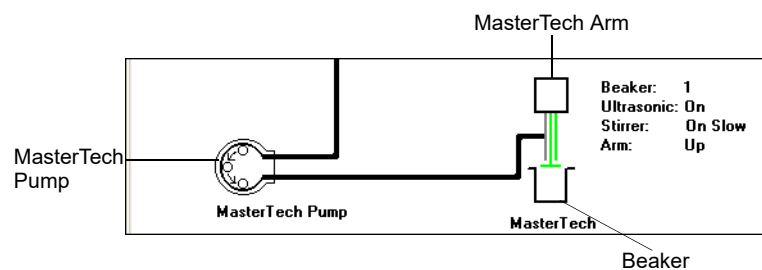 MasterTech Arm
Beaker: 1
Ultrasonic: On
Stirrer: On Slow
Arm: Up
MasterTech
Pump
MasterTech Pump
MasterTech
Beaker